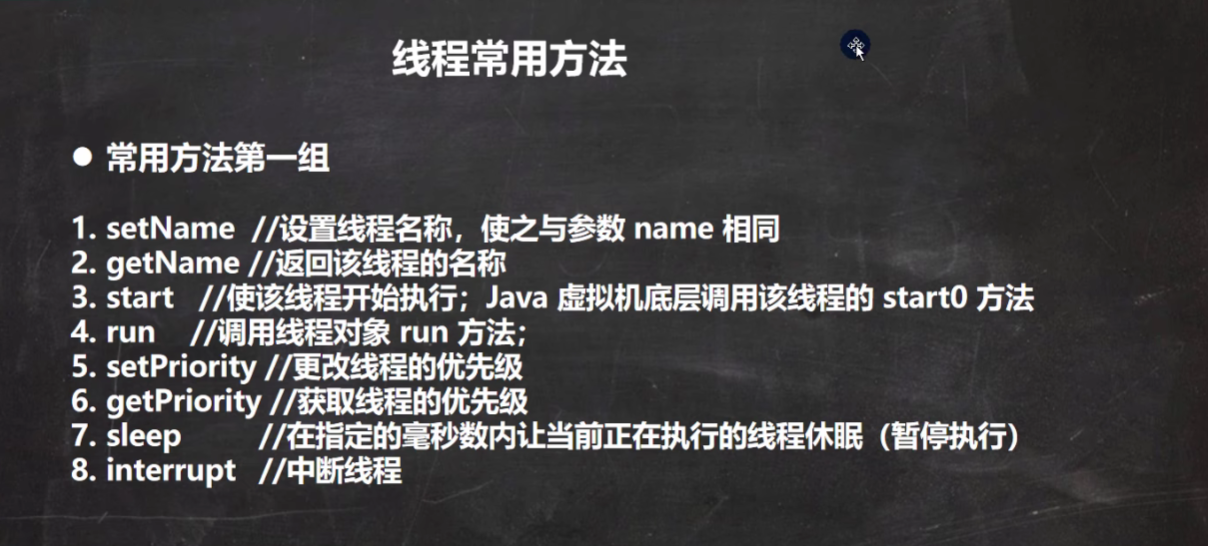 线程常用方法
● 常用方法第一组
1. setName //设置线程名称，使之与参数 name 相同
2. getName //返回该线程的名称
3. start //使该线程开始执行；Java 虚拟机底层调用该线程的 start0 方法
4. run //调用线程对象 run 方法；
5. setPriority //更改线程的优先级
6. getPriority //获取线程的优先级
7. sleep //在指定的毫秒数内让当前正在执行的线程休眠（暂停执行）
8. interrupt //中断线程